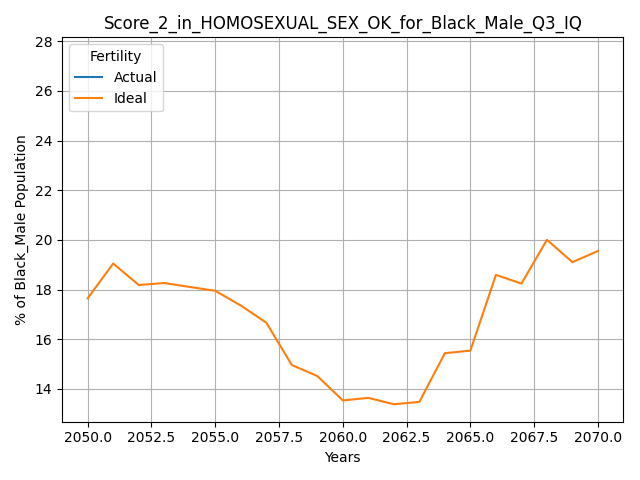 Score_2_in_HOMOSEXUAL_SEX_OK_for_Black_Male_Q3_IQ
Fertility
Actual
Ideal
28
26
24
22
20
18
16
14
% of Black_Male Population
2050.0 2052.5 2055.0 2057.5 2060.0 2062.5 2065.0 2067.5 2070.0
Years